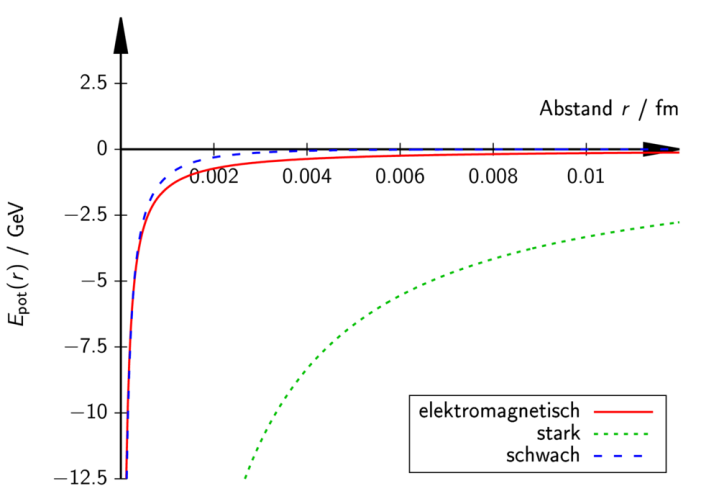 2.5
Abstand r / fm
0
0.002 0.004 0.006 0.008 0.01
−2.5
−5
−7.5
−10
−12.5
E_pot(r) / GeV
elektromagnetisch
stark
schwach